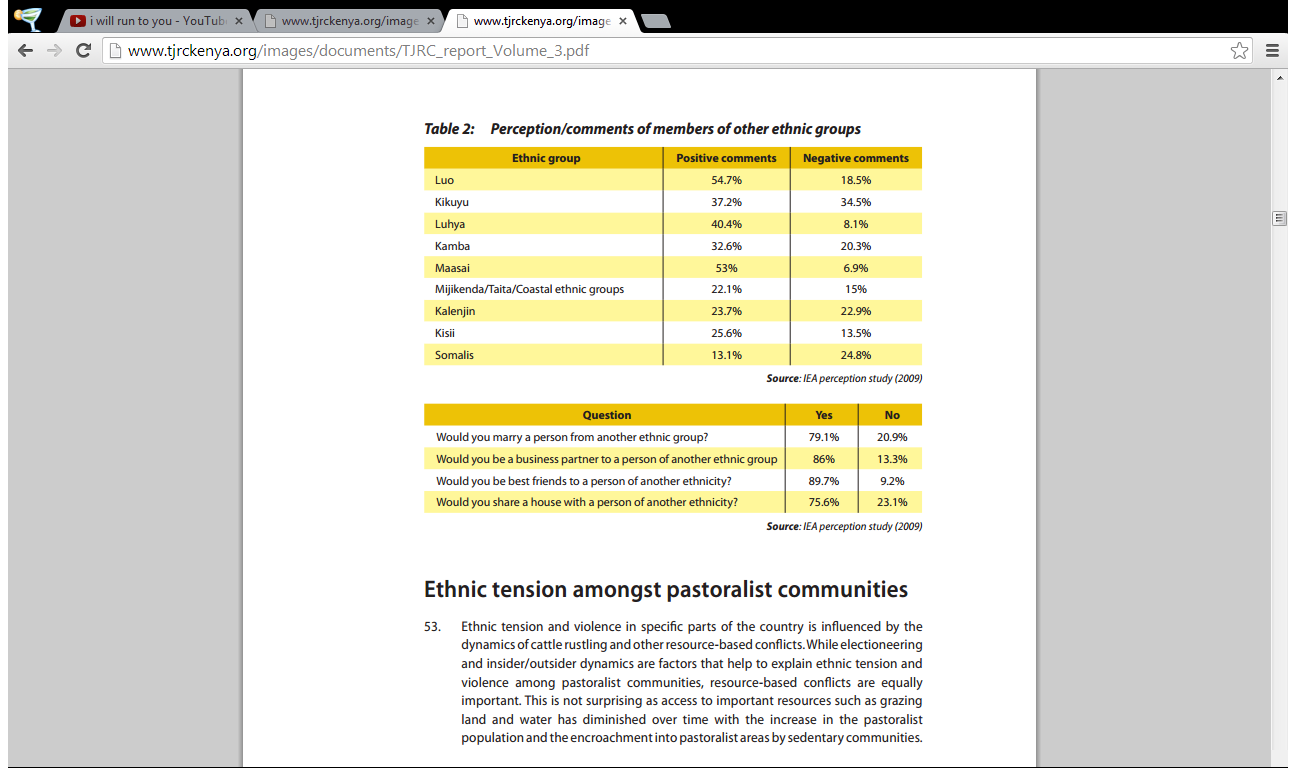 i will run to you - YouTub
www.tjrckenya.org/image
www.tjrckenya.org/image
www.tjrckenya.org/images/documents/TJRC_report_Volume_3.pdf
Table 2: Perception/comments of members of other ethnic groups
Ethnic group Positive comments Negative comments
Luo 54.7% 18.5%
Kikuyu 37.2% 34.5%
Luhya 40.4% 8.1%
Kamba 32.6% 20.3%
Maasai 53% 6.9%
Mijikenda/Taita/Coastal ethnic groups 22.1% 15%
Kalenjin 23.7% 22.9%
Kisii 25.6% 13.5%
Somalis 13.1% 24.8%
Source: IEA perception study (2009)
Question Yes No
Would you marry a person from another ethnic group? 79.1% 20.9%
Would you be a business partner to a person of another ethnic group 86% 13.3%
Would you be best friends to a person of another ethnicity? 89.7% 9.2%
Would you share a house with a person of another ethnicity? 75.6% 23.1%
Source: IEA perception study (2009)
Ethnic tension amongst pastoralist communities
53. Ethnic tension and violence in specific parts of the country is influenced by the
dynamics of cattle rustling and other resource-based conflicts. While electioneering
and insider/outsider dynamics are factors that help to explain ethnic tension and
violence among pastoralist communities, resource-based conflicts are equally
important. This is not surprising as access to important resources such as grazing
land and water has diminished over time with the increase in the pastoralist
population and the encroachment into pastoralist areas by sedentary communities.